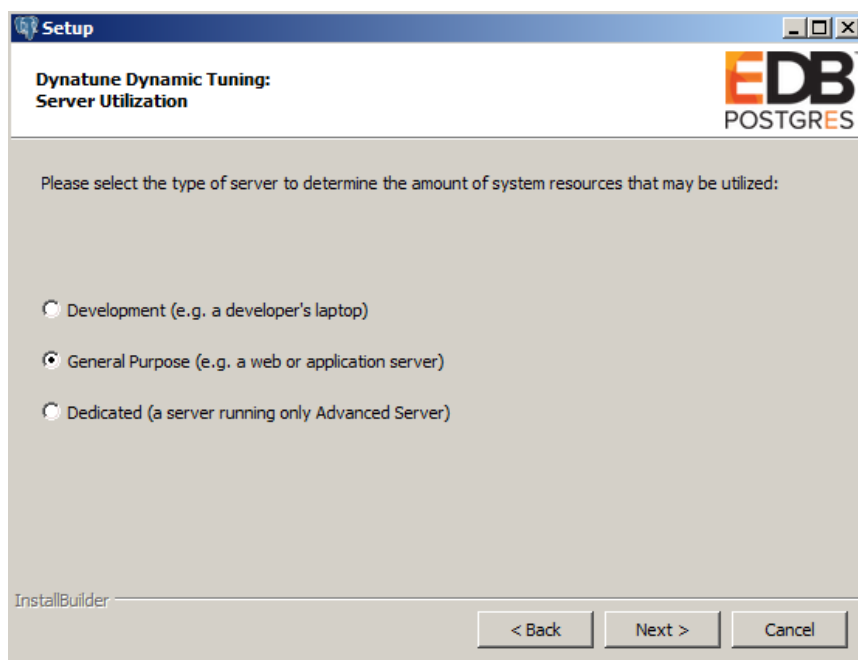 Setup
Dynatune Dynamic Tuning:
Server Utilization
EDB
POSTGRES
Please select the type of server to determine the amount of system resources that may be utilized:
Development (e.g. a developer's laptop)
General Purpose (e.g. a web or application server)
Dedicated (a server running only Advanced Server)
InstallBuilder
< Back
Next >
Cancel